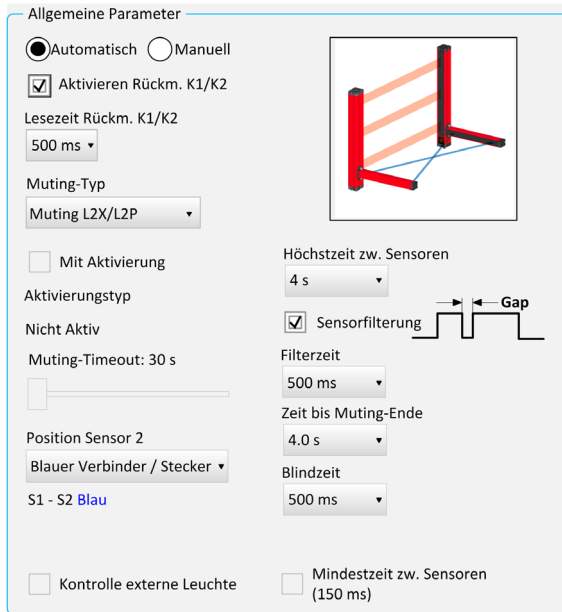 Allgemeine Parameter
Automatisch Manuell
Aktivieren Rückm. K1/K2
Lesezeit Rückm. K1/K2
500 ms
Muting-Typ
Muting L2X/L2P
Mit Aktivierung
Aktivierungstyp
Nicht Aktiv
Muting-Timeout: 30 s
Position Sensor 2
Blauer Verbinder / Stecker
S1 - S2 Blau
Kontrolle externe Leuchte
Höchstzeit zw. Sensoren
4 s
Sensorfilterung
Gap
Filterzeit
500 ms
Zeit bis Muting-Ende
4.0 s
Blindzeit
500 ms
Mindestzeit zw. Sensoren
(150 ms)